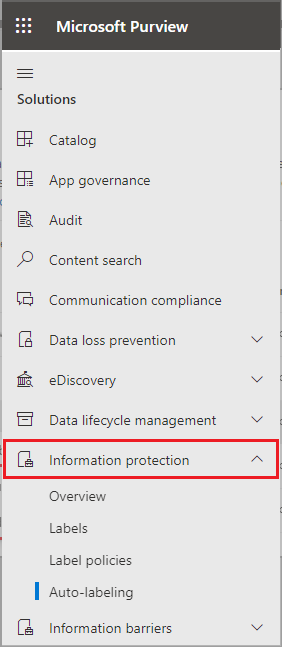 Microsoft Purview
Solutions
Catalog
App governance
Audit
Content search
Communication compliance
Data loss prevention
eDiscovery
Data lifecycle management
Information protection
Overview
Labels
Label policies
Auto-labeling
Information barriers